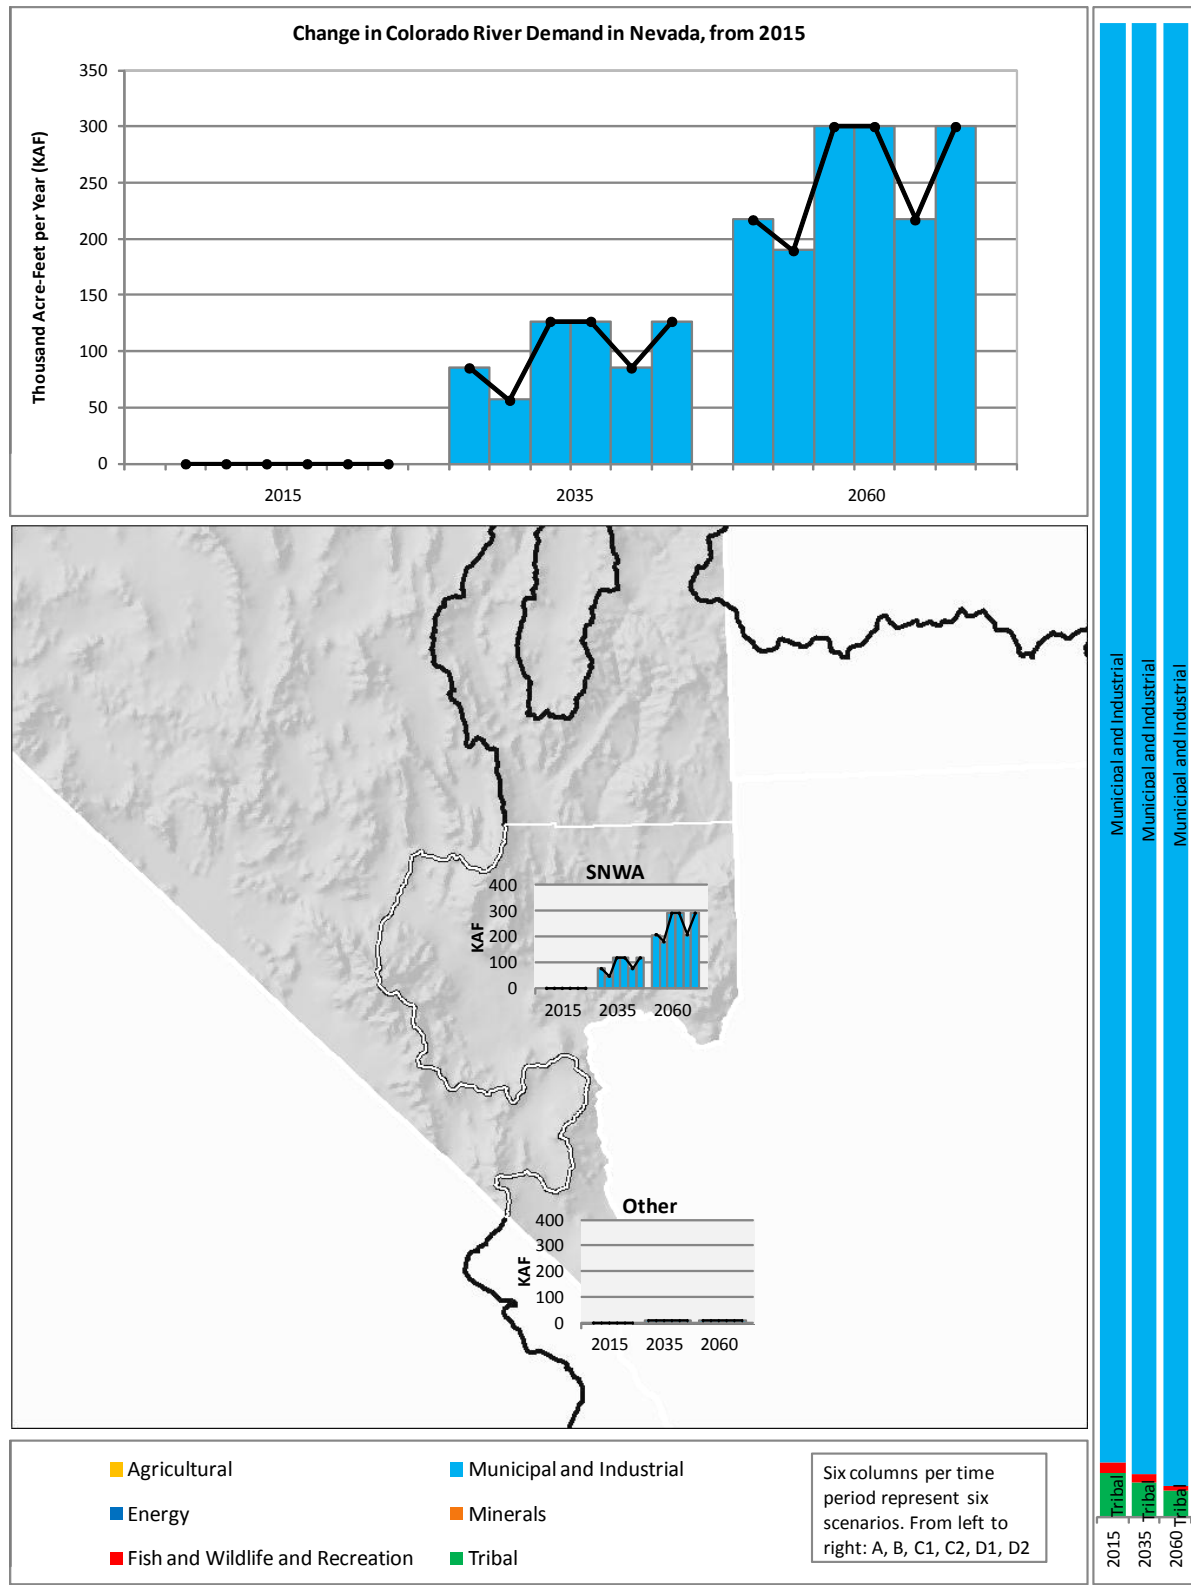 Change in Colorado River Demand in Nevada, from 2015
Thousand Acre-Feet per Year (KAF)
350
300
250
200
150
100
50
0
2015
2035
2060
SNWA
KAF
400
300
200
100
0
2015
2035
2060
Other
KAF
400
300
200
100
0
2015
2035
2060
Agricultural
Municipal and Industrial
Energy
Minerals
Fish and Wildlife and Recreation
Tribal
Six columns per time
period represent six
scenarios. From left to
right: A, B, C1, C2, D1, D2
Municipal and Industrial
Municipal and Industrial
Municipal and Industrial
Tribal
Tribal
Tribal
2015
2035
2060